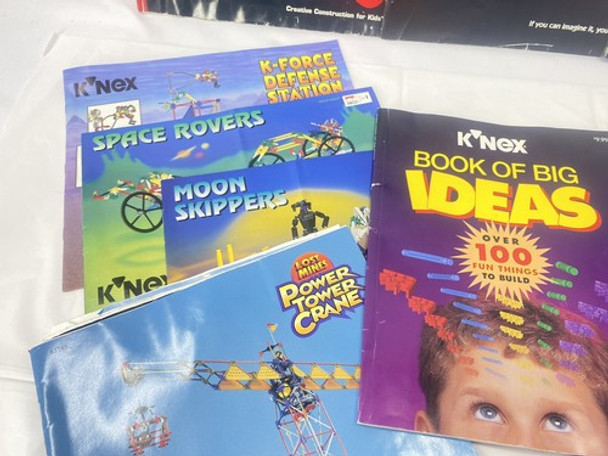 Creative Construction for Kids
If you can imagine it, you
K'NEX
K-FORCE
DEFENSE
STATION
SPACE ROVERS
MOON
SKIPPERS
K'NEX
LOST
MINES
POWER
TOWER
CRANE
K'NEX
BOOK OF BIG
IDEAS
OVER
100
FUN THINGS
TO BUILD